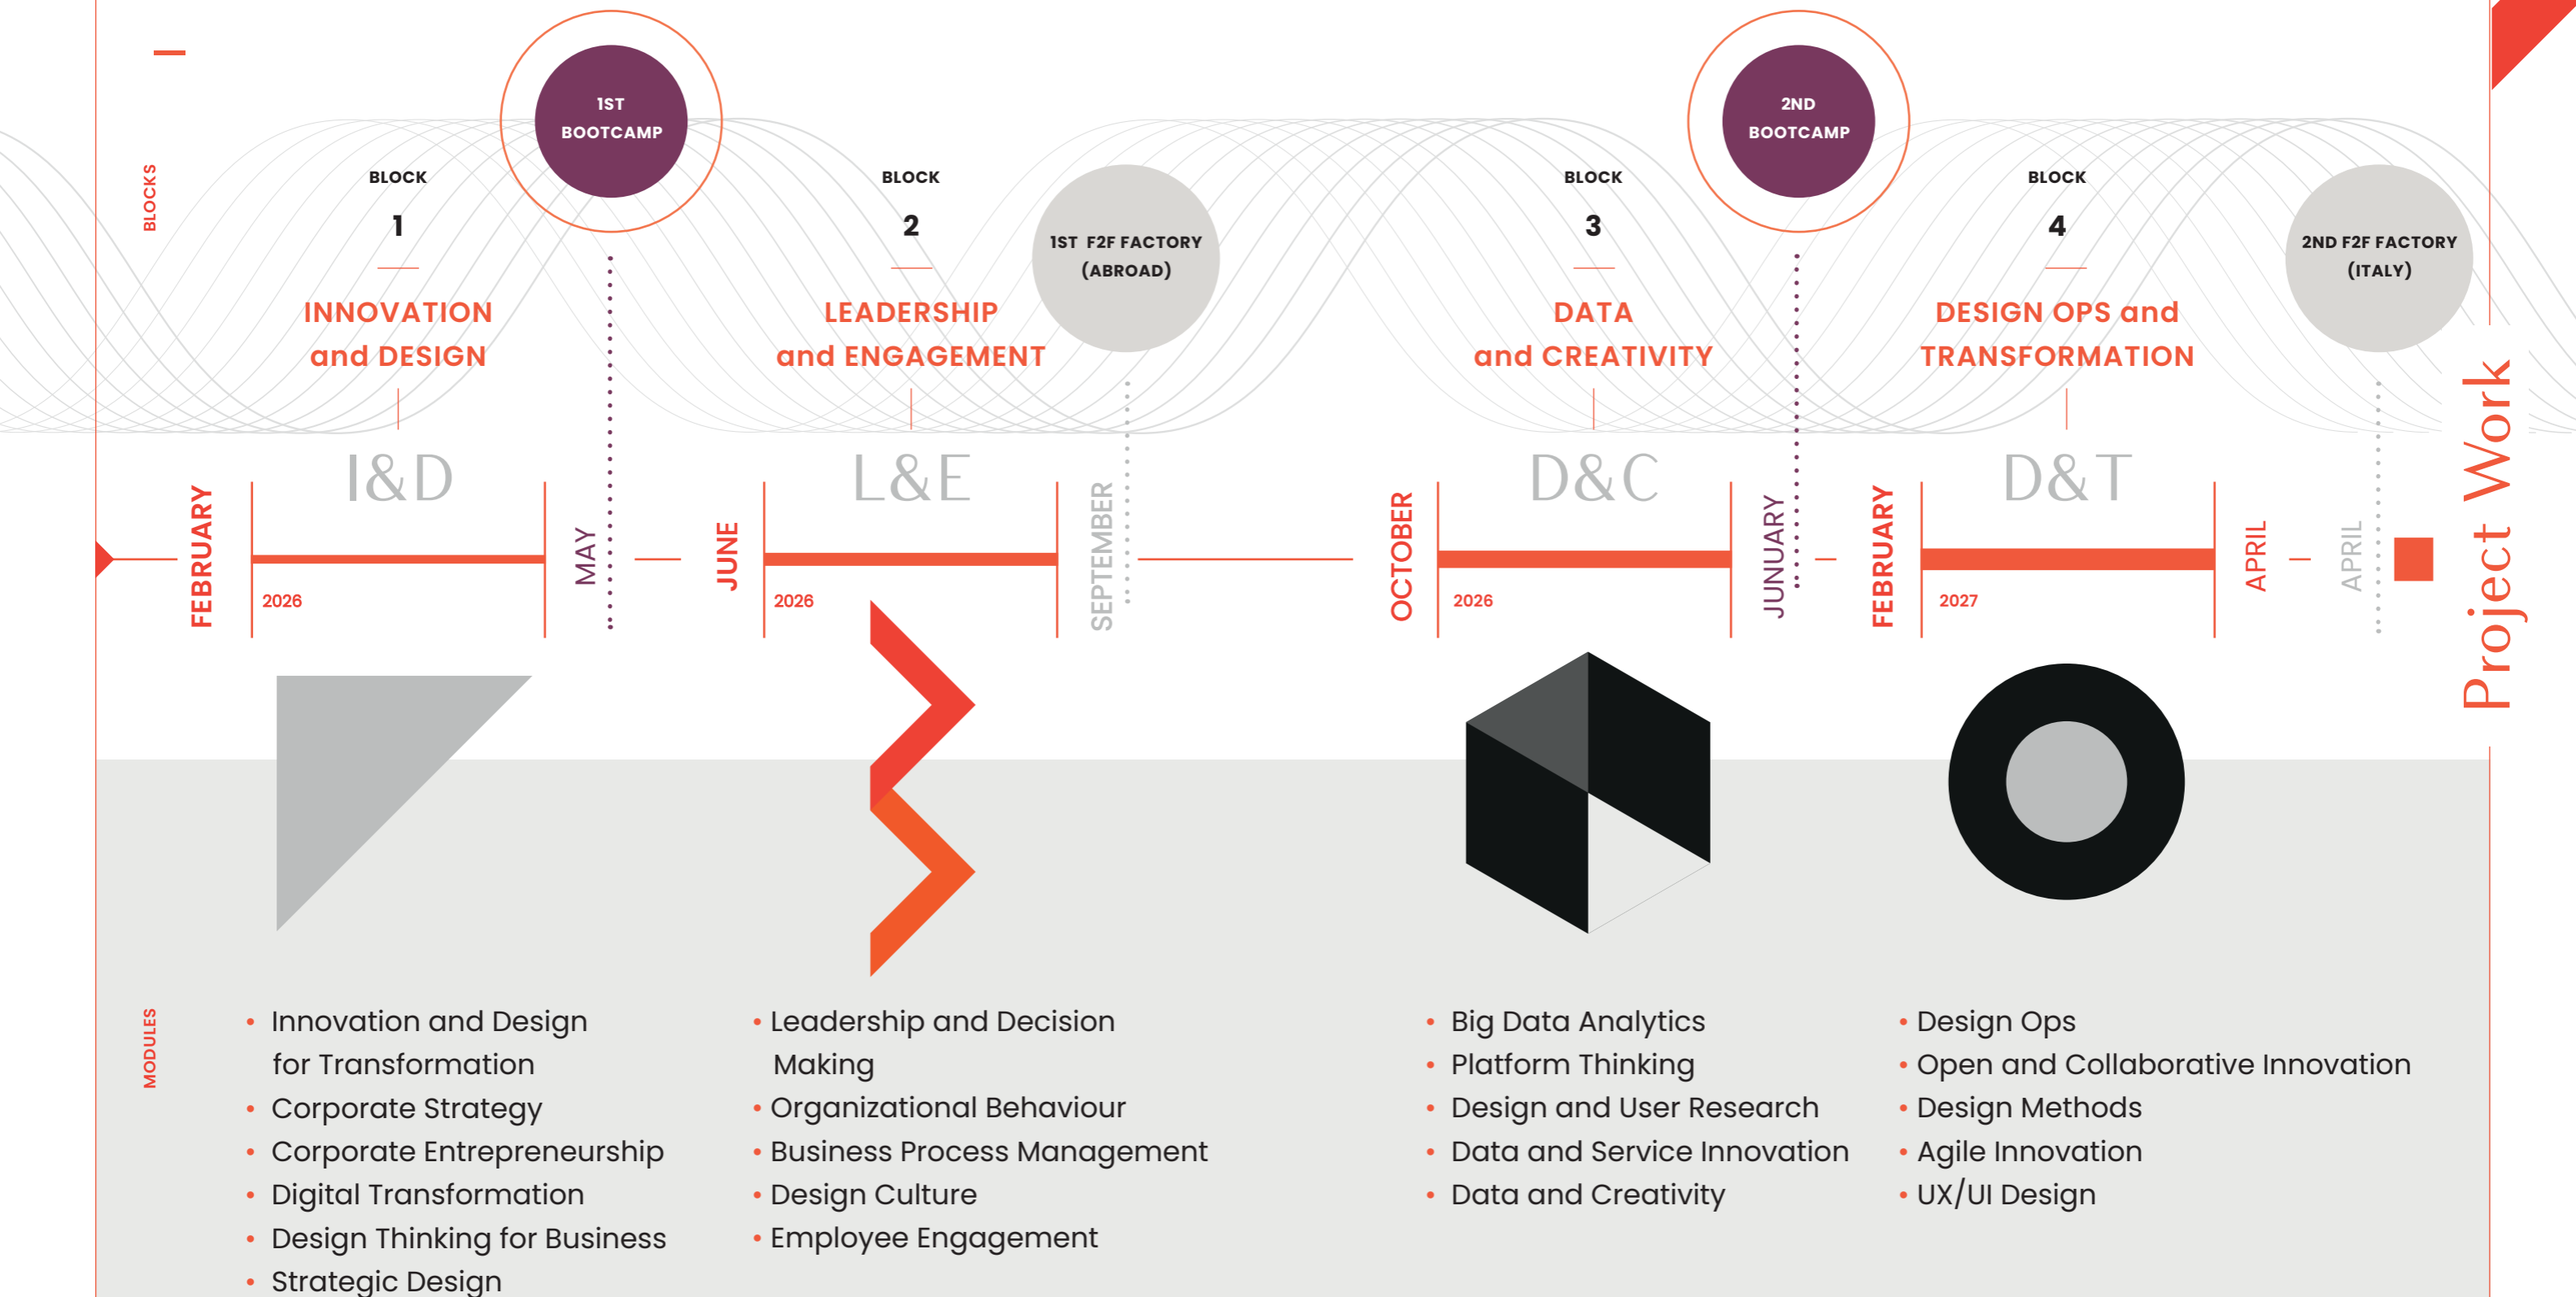 BLOCKS
1ST
BOOTCAMP
2ND
BOOTCAMP
BLOCK
1
INNOVATION
and DESIGN
BLOCK
2
LEADERSHIP
and ENGAGEMENT
1ST F2F FACTORY
(ABROAD)
BLOCK
3
DATA
and CREATIVITY
BLOCK
4
DESIGN OPS and
TRANSFORMATION
2ND F2F FACTORY
(ITALY)
I&D
L&E
D&C
D&T
FEBRUARY
2026
MAY
JUNE
2026
SEPTEMBER
OCTOBER
2026
JUNUARY
FEBRUARY
2027
APRIL
APRIL
Project Work
MODULES
• Innovation and Design
for Transformation
• Corporate Strategy
• Corporate Entrepreneurship
• Digital Transformation
• Design Thinking for Business
• Strategic Design
• Leadership and Decision
Making
• Organizational Behaviour
• Business Process Management
• Design Culture
• Employee Engagement
• Big Data Analytics
• Platform Thinking
• Design and User Research
• Data and Service Innovation
• Data and Creativity
• Design Ops
• Open and Collaborative Innovation
• Design Methods
• Agile Innovation
• UX/UI Design